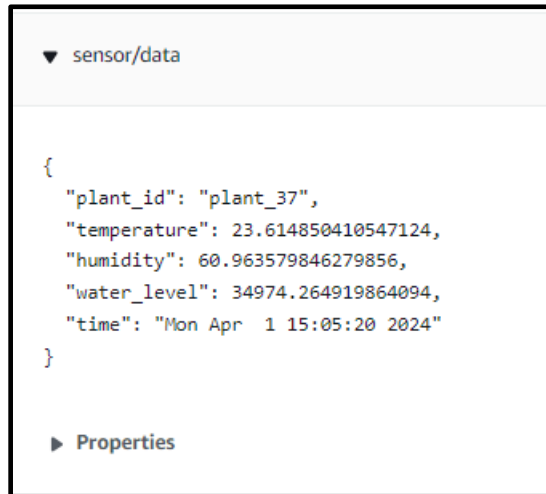 sensor/data
{
"plant_id": "plant_37",
"temperature": 23.614850410547124,
"humidity": 60.963579846279856,
"water_level": 34974.264919864094,
"time": "Mon Apr  1 15:05:20 2024"
}
Properties